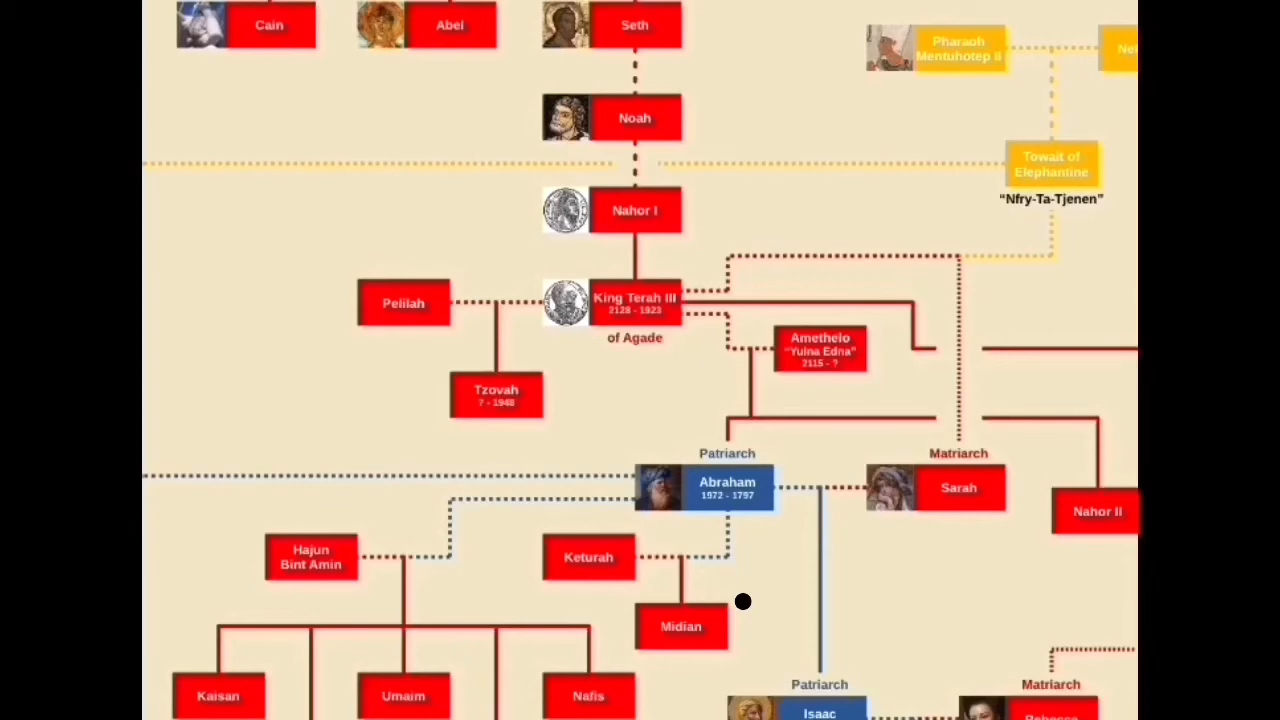 Cain
Abel
Seth
Pharaoh
Mentuhotep II
Noah
Towait of
Elephantine
"Nfry-Ta-Tjenen"
Nahor I
Pelilah
King Terah III
2128 - 1923
of Agade
Amethelo
"Yulna Edna"
2115 - ?
Tzovah
? - 1948
Patriarch
Abraham
1972 - 1797
Matriarch
Sarah
Nahor II
Hajun
Bint Amin
Keturah
Midian
Kaisan
Umaim
Nafis
Patriarch
Isaac
Matriarch
Rebecca